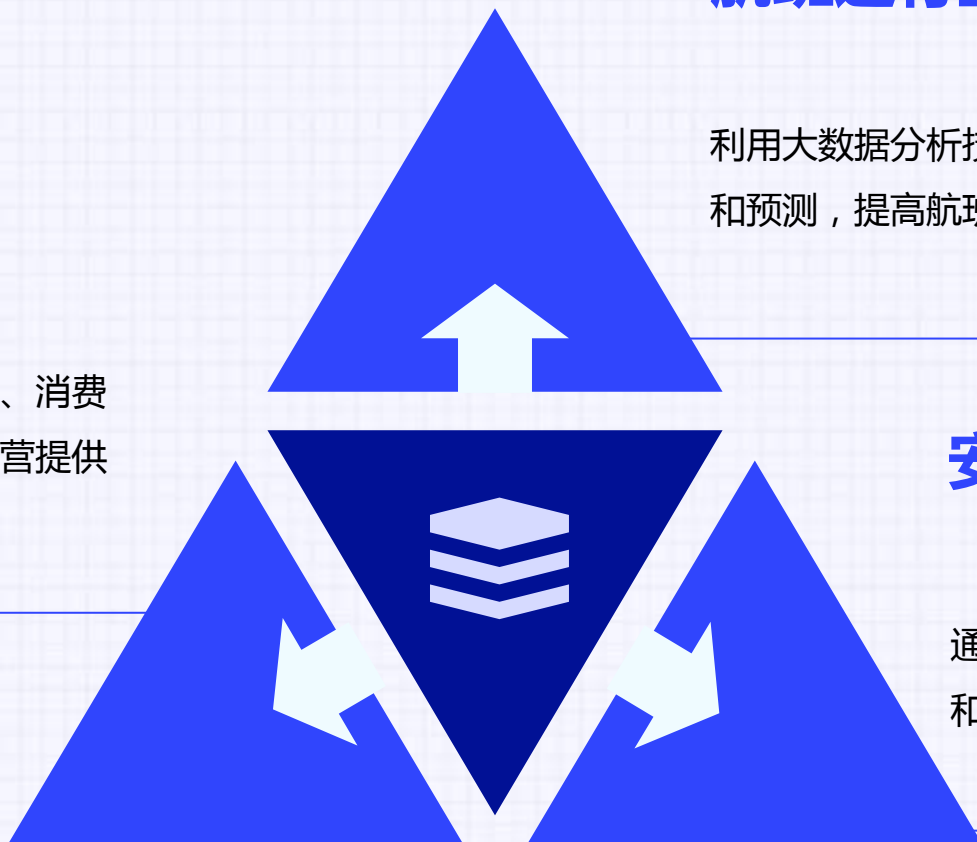 利用大数据分析
和预测，提高航班
、消费
营提供
安
通
和